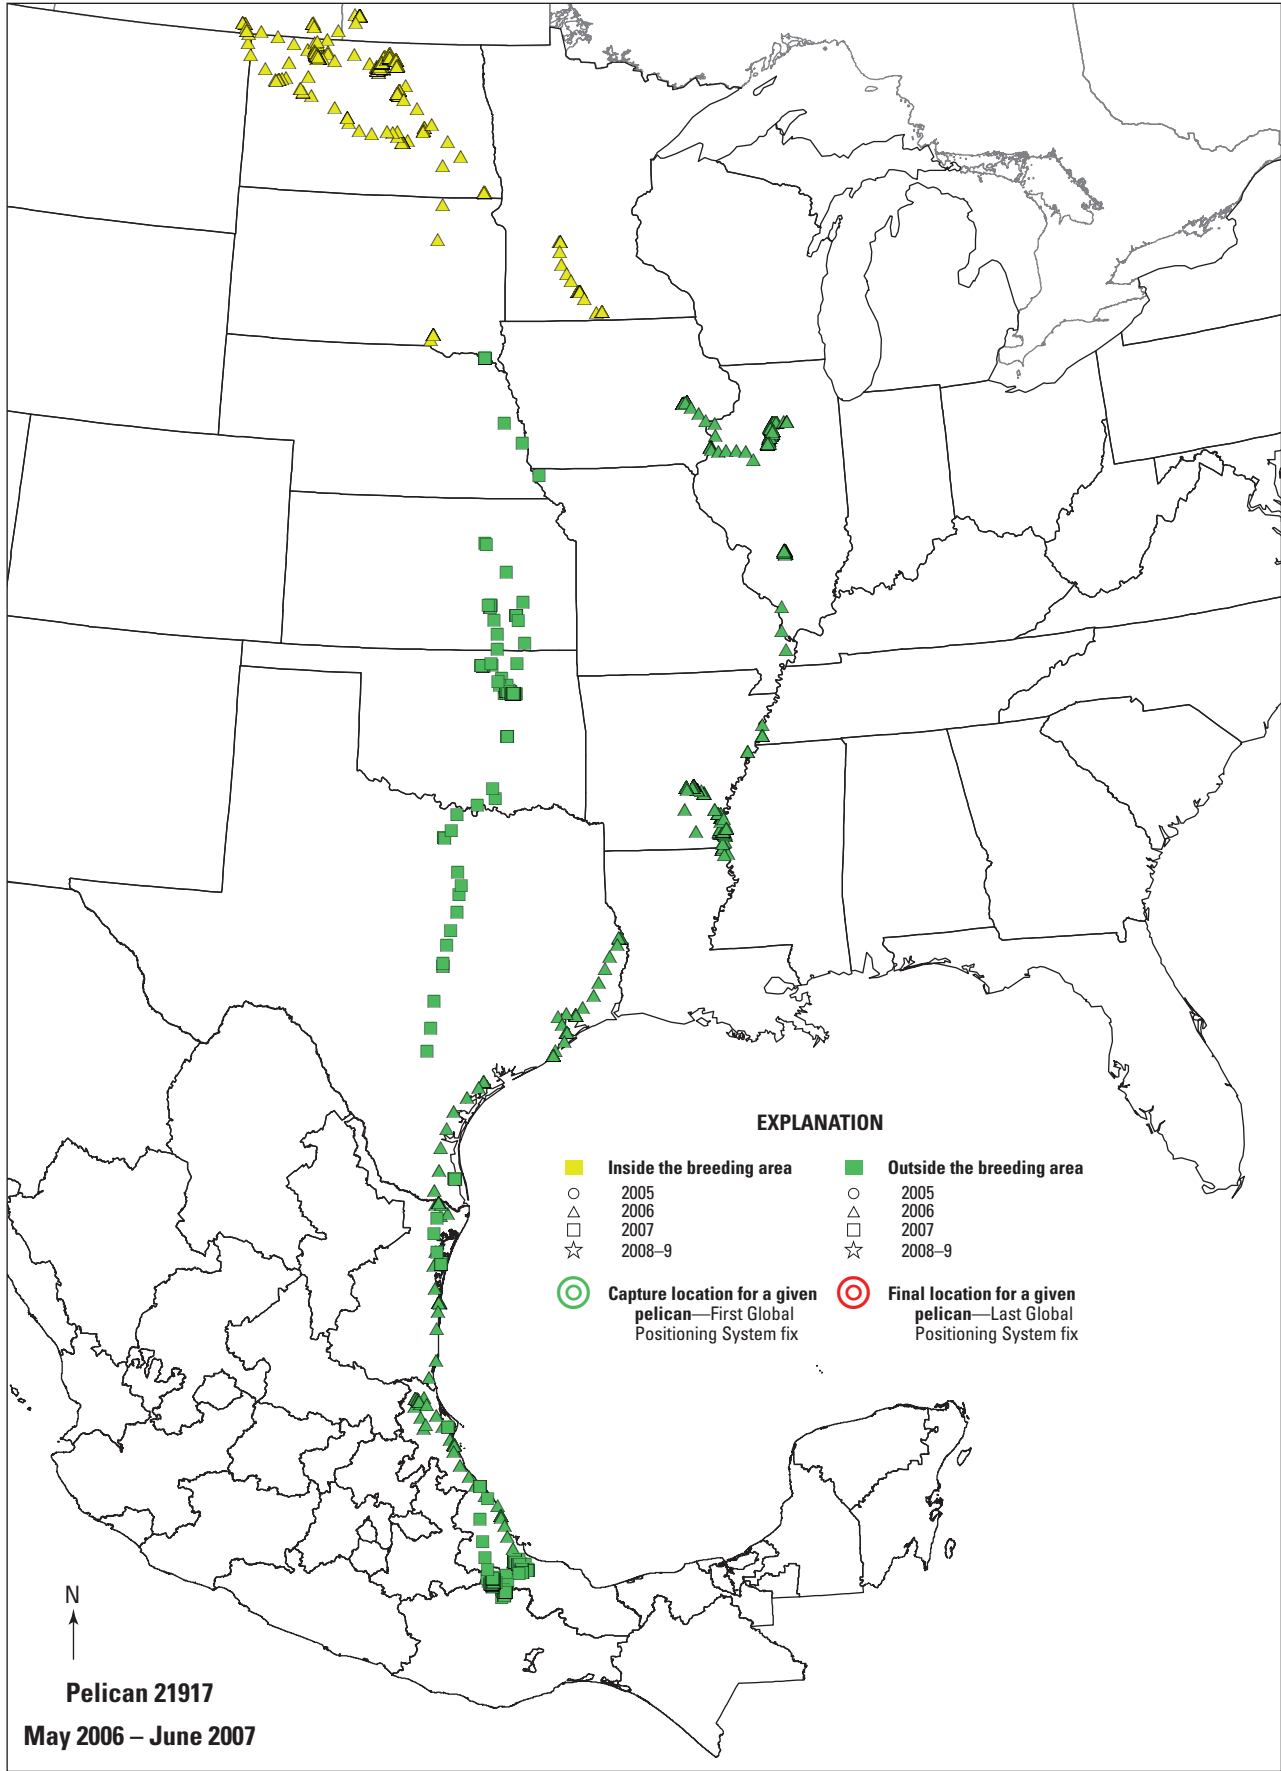 EXPLANATION
Inside the breeding area
2005
2006
2007
2008–9
Capture location for a given
pelican—First Global
Positioning System fix
Outside the breeding area
2005
2006
2007
2008–9
Final location for a given
pelican—Last Global
Positioning System fix
N
Pelican 21917
May 2006 – June 2007